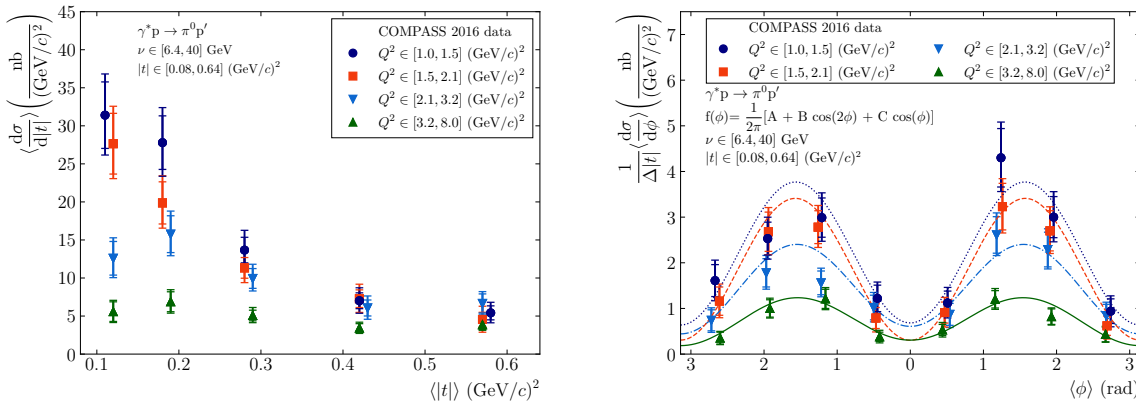 ⟨dσ/d|t|⟩ (nb/(GeV/c)²)
45
40
35
30
25
20
15
10
5
0
γ*p → π⁰p′
ν ∈ [6.4, 40] GeV
|t| ∈ [0.08, 0.64] (GeV/c)²
COMPASS 2016 data
Q² ∈ [1.0, 1.5] (GeV/c)²
Q² ∈ [1.5, 2.1] (GeV/c)²
Q² ∈ [2.1, 3.2] (GeV/c)²
Q² ∈ [3.2, 8.0] (GeV/c)²
0.1 0.2 0.3 0.4 0.5 0.6
⟨|t|⟩ (GeV/c)²
1/Δ|t| ⟨dσ/dϕ⟩ (nb/(GeV/c)²)
7
6
5
4
3
2
1
0
COMPASS 2016 data
Q² ∈ [1.0, 1.5] (GeV/c)² Q² ∈ [2.1, 3.2] (GeV/c)²
Q² ∈ [1.5, 2.1] (GeV/c)² Q² ∈ [3.2, 8.0] (GeV/c)²
γ*p → π⁰p′
f(ϕ)= 1/2π [A + B cos(2ϕ) + C cos(ϕ)]
ν ∈ [6.4, 40] GeV
|t| ∈ [0.08, 0.64] (GeV/c)²
3 2 1 0 1 2 3
⟨ϕ⟩ (rad)